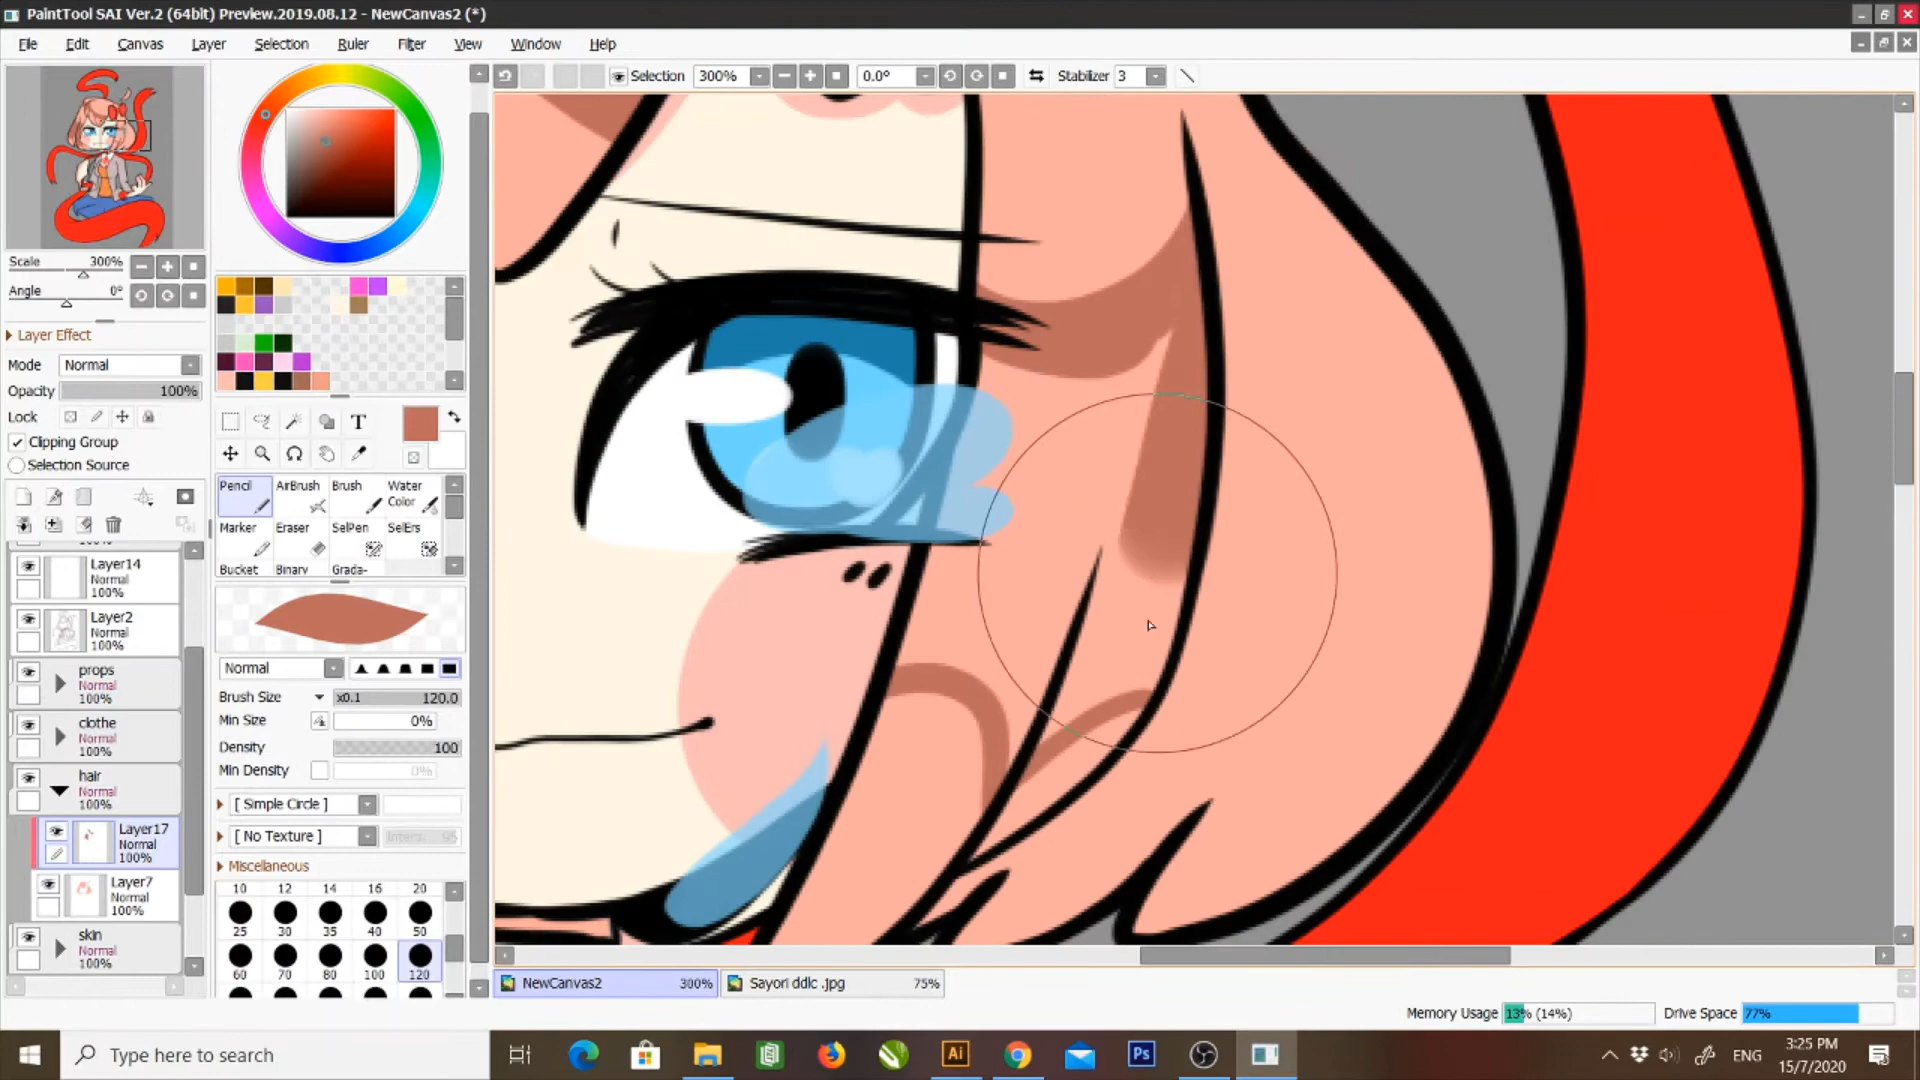 PaintTool SAI Ver.2 (64bit) Preview.2019.08.12 - NewCanvas2 (*)
File Edit Canvas Layer Selection Ruler Filter View Window Help
Selection 300% 0.0° Stabilizer 3
Scale 300%
Angle 0°
Layer Effect
Mode Normal
Opacity 100%
Lock
Clipping Group
Selection Source
100%
Layer14
Normal
100%
Layer2
Normal
100%
props
Normal
100%
clothe
Normal
100%
hair
Normal
100%
Layer17
Normal
100%
Layer7
Normal
100%
skin
Normal
100%
T
Pencil AirBrush Brush Water Color
Marker Eraser SelPen SelErs
Bucket Binary Grada-
Normal
Brush Size x0.1 120.0
Min Size 0%
Density 100
Min Density 0%
[ Simple Circle ]
[ No Texture ]
Miscellaneous
10 12 14 16 20
25 30 35 40 50
60 70 80 100 120
NewCanvas2 300% Sayori ddlc .jpg 75%
Memory Usage 13% (14%) Drive Space 77%
Type here to search
Ai
Ps
ENG
3:25 PM
15/7/2020